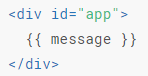 <div id="app">
  {{ message }}
</div>